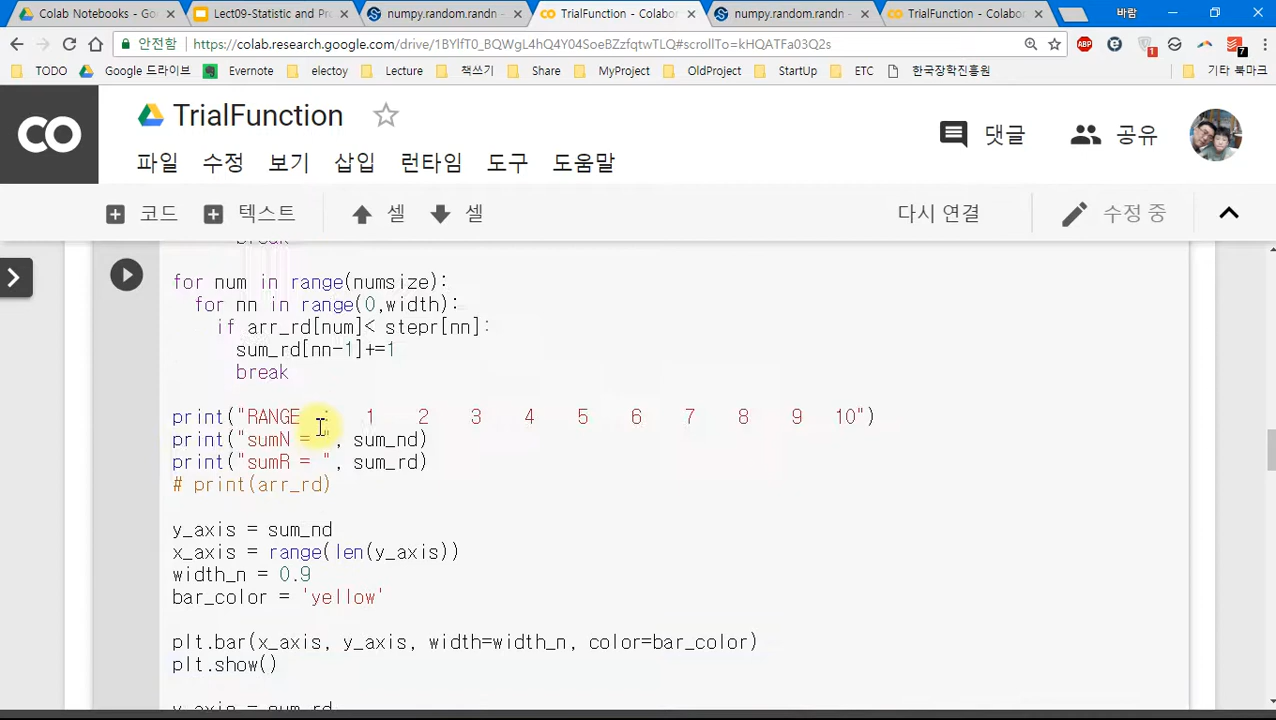 Colab Notebooks - Go
Lect09-Statistic and Pr
numpy.random.randn -
TrialFunction - Colabor
numpy.random.randn -
TrialFunction - Colabo
바람
안전함
https://colab.research.google.com/drive/1BYlfT0_BQWgL4hQ4Y04SoeBZzfqtwTLQ#scrollTo=kHQATFz03Q2s
ABP
1
7
TODO
Google 드라이브
Evernote
electoy
Lecture
책쓰기
Share
MyProject
OldProject
StartUp
ETC
한국장학진흥원
기타 북마크
CO
TrialFunction
댓글
공유
파일 수정 보기 삽입 런타임 도구 도움말
코드
텍스트
셀
셀
다시 연결
수정 중
break
for num in range(numsize):
for nn in range(0,width):
if arr_rd[num]< stepr[nn]:
sum_rd[nn-1]+=1
break
print("RANGE : 1 2 3 4 5 6 7 8 9 10")
print("sumN = ", sum_nd)
print("sumR = ", sum_rd)
# print(arr_rd)
y_axis = sum_nd
x_axis = range(len(y_axis))
width_n = 0.9
bar_color = 'yellow'
plt.bar(x_axis, y_axis, width=width_n, color=bar_color)
plt.show()
y_axis = sum_rd